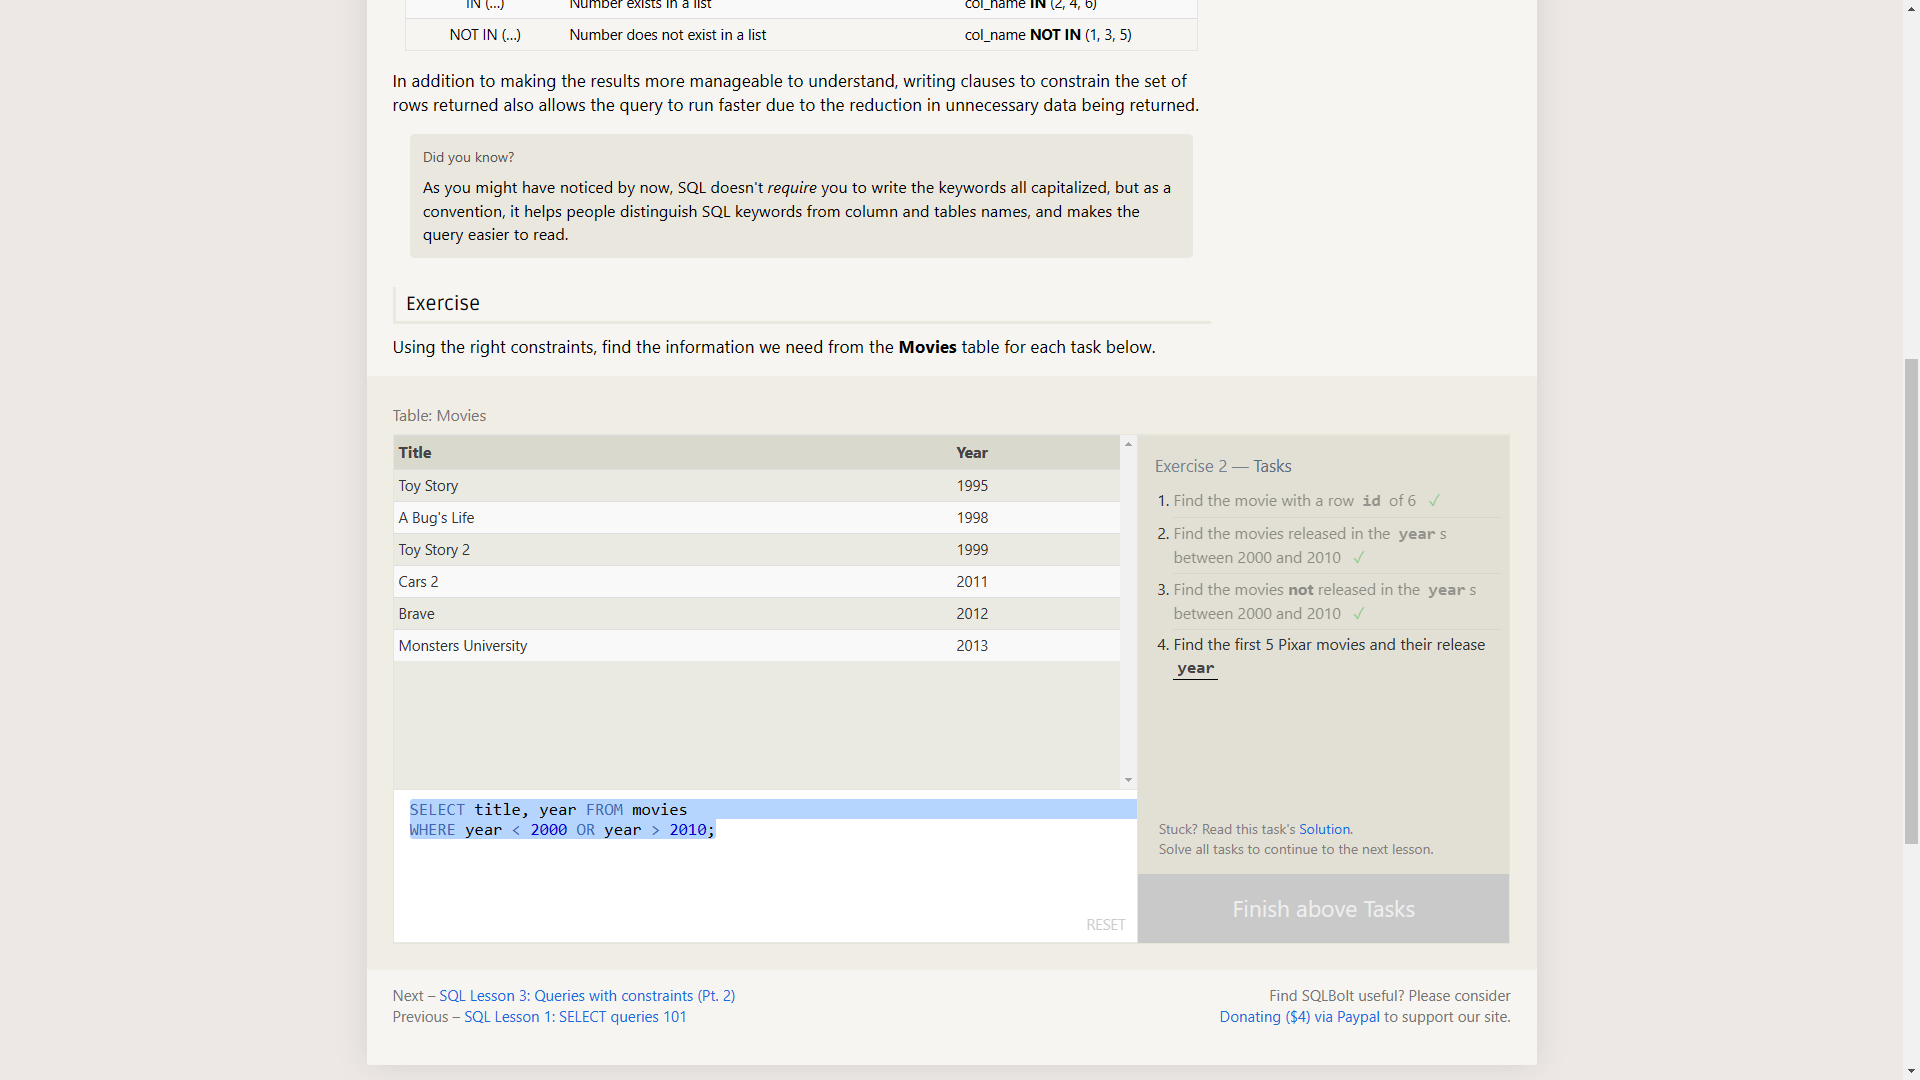 IN (…) Number exists in a list col_name IN (2, 4, 6)
NOT IN (…) Number does not exist in a list col_name NOT IN (1, 3, 5)
In addition to making the results more manageable to understand, writing clauses to constrain the set of
rows returned also allows the query to run faster due to the reduction in unnecessary data being returned.
Did you know?
As you might have noticed by now, SQL doesn't require you to write the keywords all capitalized, but as a
convention, it helps people distinguish SQL keywords from column and tables names, and makes the
query easier to read.
Exercise
Using the right constraints, find the information we need from the Movies table for each task below.
Table: Movies
Title Year
Toy Story 1995
A Bug's Life 1998
Toy Story 2 1999
Cars 2 2011
Brave 2012
Monsters University 2013
SELECT title, year FROM movies
WHERE year < 2000 OR year > 2010;
RESET
Exercise 2 — Tasks
1. Find the movie with a row id of 6 ✓
2. Find the movies released in the year s
between 2000 and 2010 ✓
3. Find the movies not released in the year s
between 2000 and 2010 ✓
4. Find the first 5 Pixar movies and their release
year
Stuck? Read this task's Solution.
Solve all tasks to continue to the next lesson.
Finish above Tasks
Next – SQL Lesson 3: Queries with constraints (Pt. 2)
Previous – SQL Lesson 1: SELECT queries 101
Find SQLBolt useful? Please consider
Donating ($4) via Paypal to support our site.